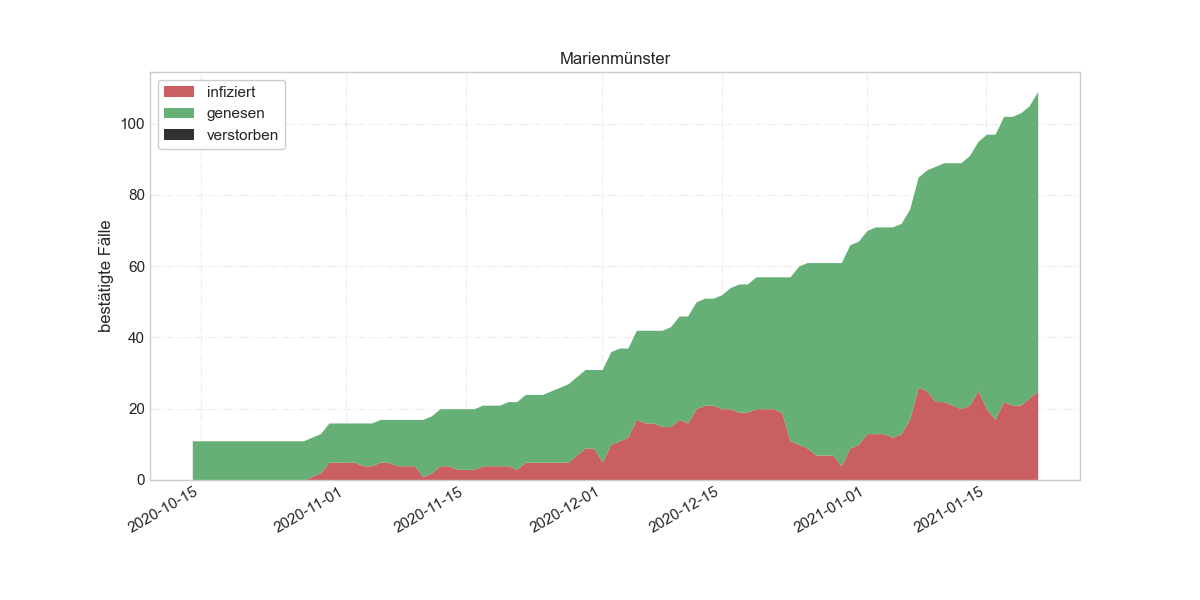 Marienmünster
infiziert
genesen
verstorben
bestätigte Fälle
100
80
60
40
20
0
2020-10-15
2020-11-01
2020-11-15
2020-12-01
2020-12-15
2021-01-01
2021-01-15